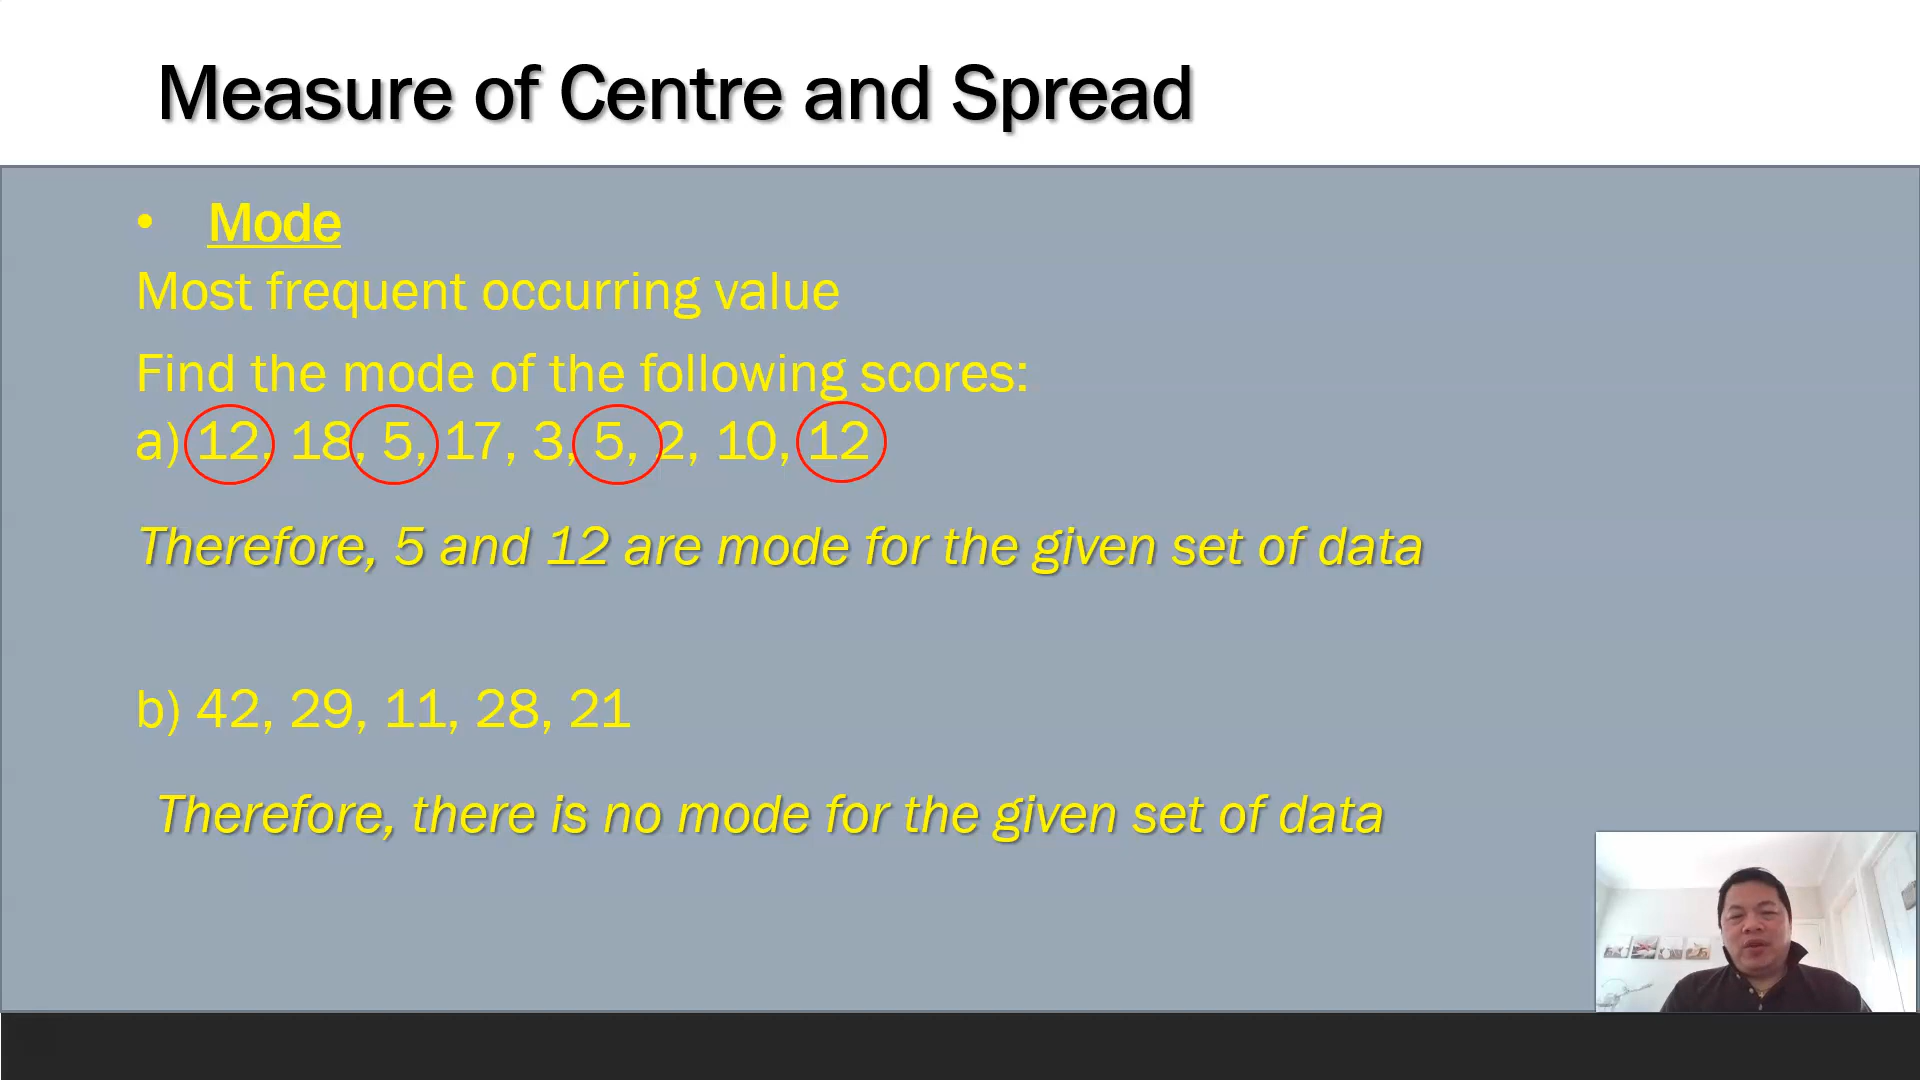 Measure of Centre and Spread
• Mode
Most frequent occurring value
Find the mode of the following scores:
a) 12, 18, 5, 17, 3, 5, 2, 10, 12
Therefore, 5 and 12 are mode for the given set of data
b) 42, 29, 11, 28, 21
Therefore, there is no mode for the given set of data